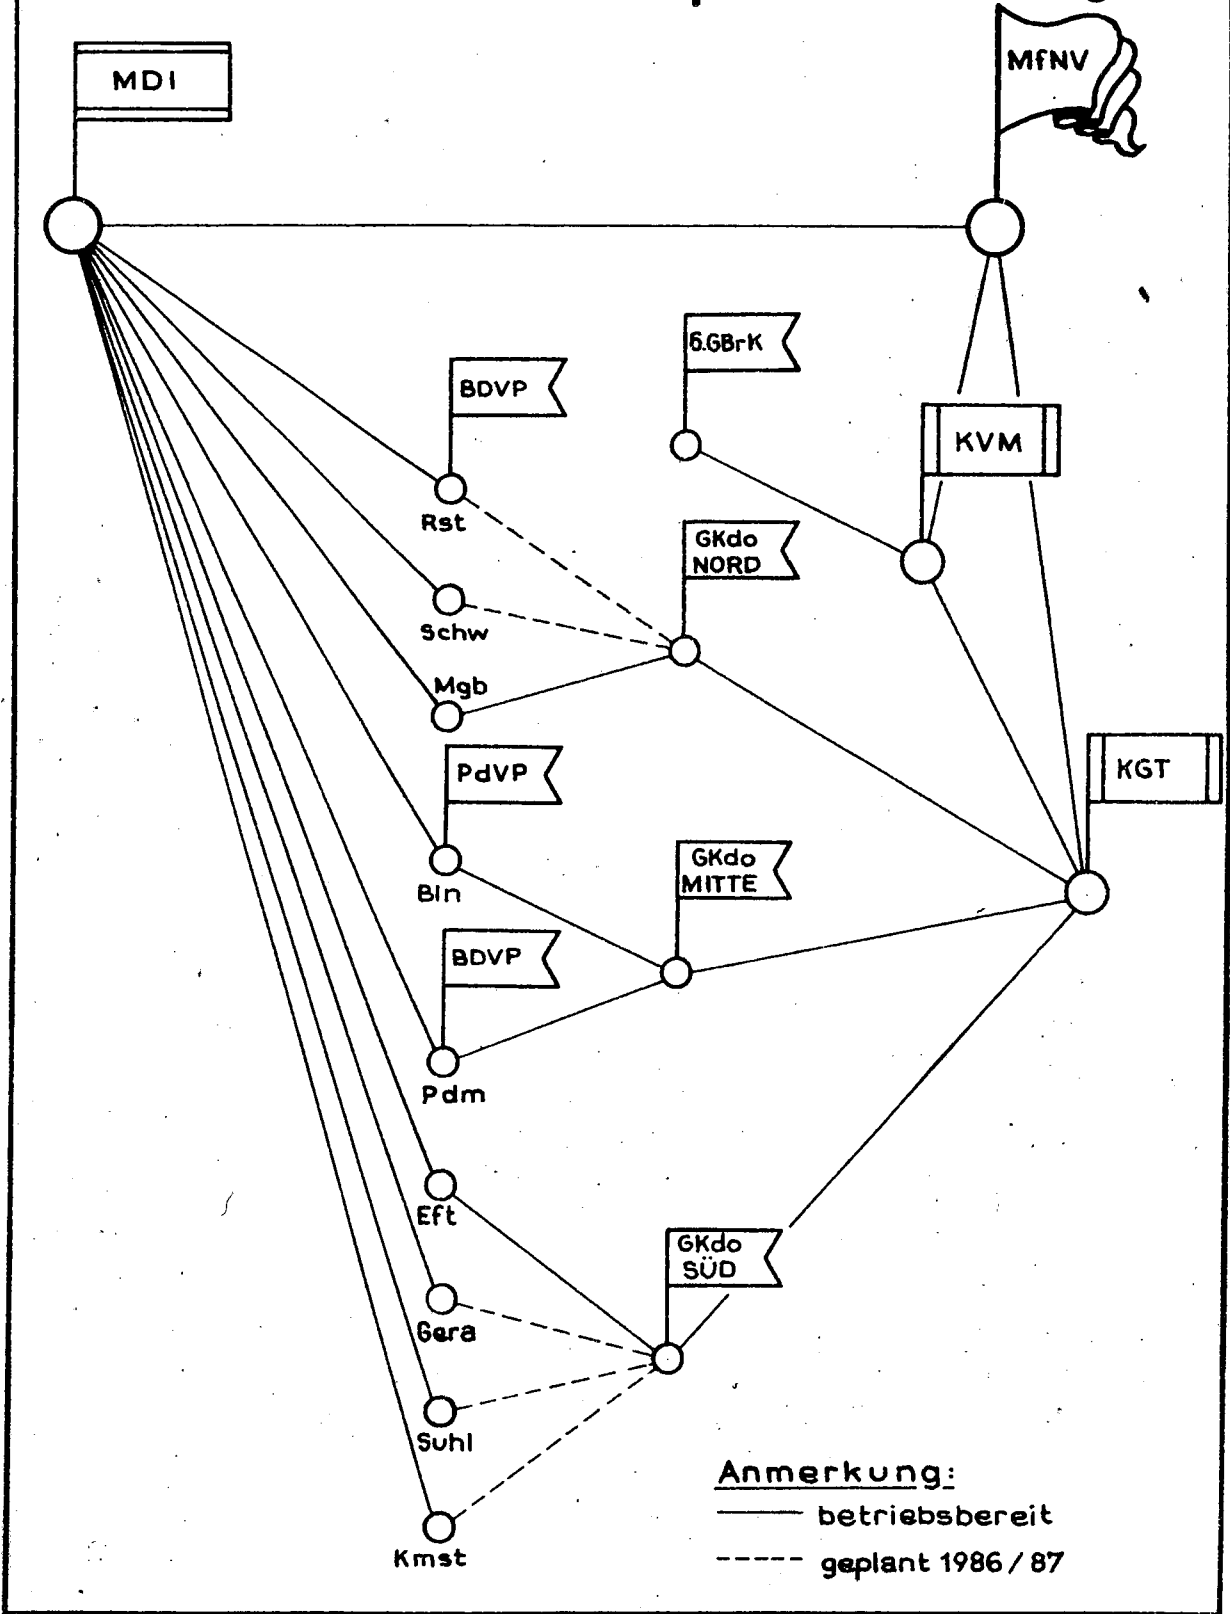 MDI
MfNV
6.GBrK
BDVP
KVM
Rst
GKdo
NORD
Schw
Mgb
PdVP
KGT
GKdo
MITTE
Bln
BDVP
Pdm
Eft
GKdo
SÜD
Gera
Suhl
Anmerkung:
betriebsbereit
Kmst
geplant 1986/87